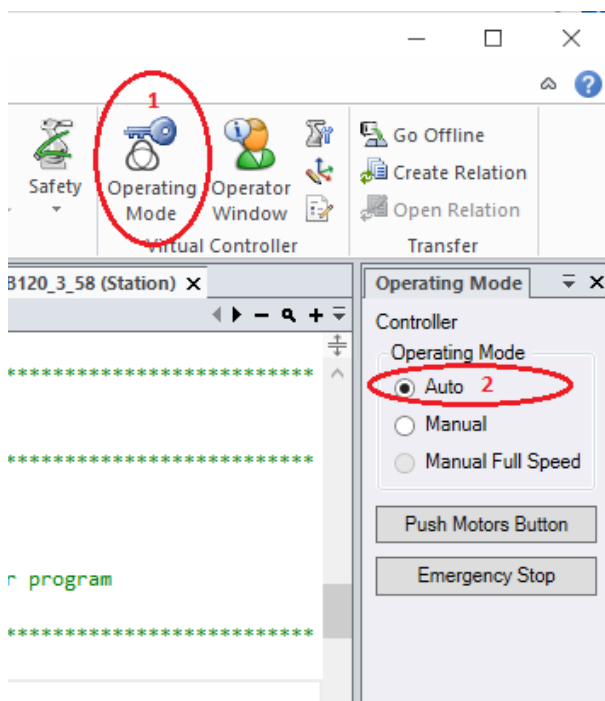 1
Safety
Operating
Mode
Operator
Window
Virtual Controller
Go Offline
Create Relation
Open Relation
Transfer
?
3120_3_58 (Station) X
Operating Mode
Controller
Operating Mode
Auto 2
Manual
Manual Full Speed
Push Motors Button
Emergency Stop
**************************
**************************
r program
**************************